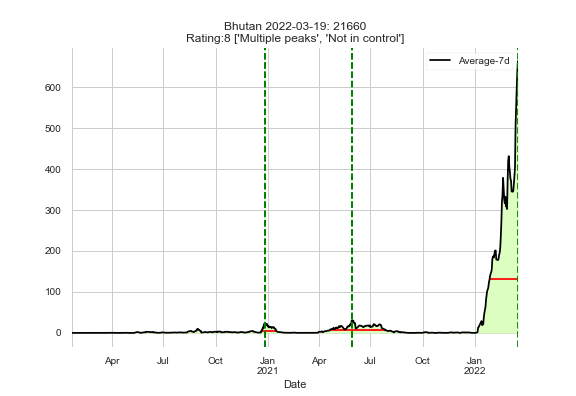 Bhutan 2022-03-19: 21660
Rating:8 ['Multiple peaks', 'Not in control']
Average-7d
600
500
400
300
200
100
0
Apr Jul Oct Jan Apr Jul Oct Jan
2021 2022
Date